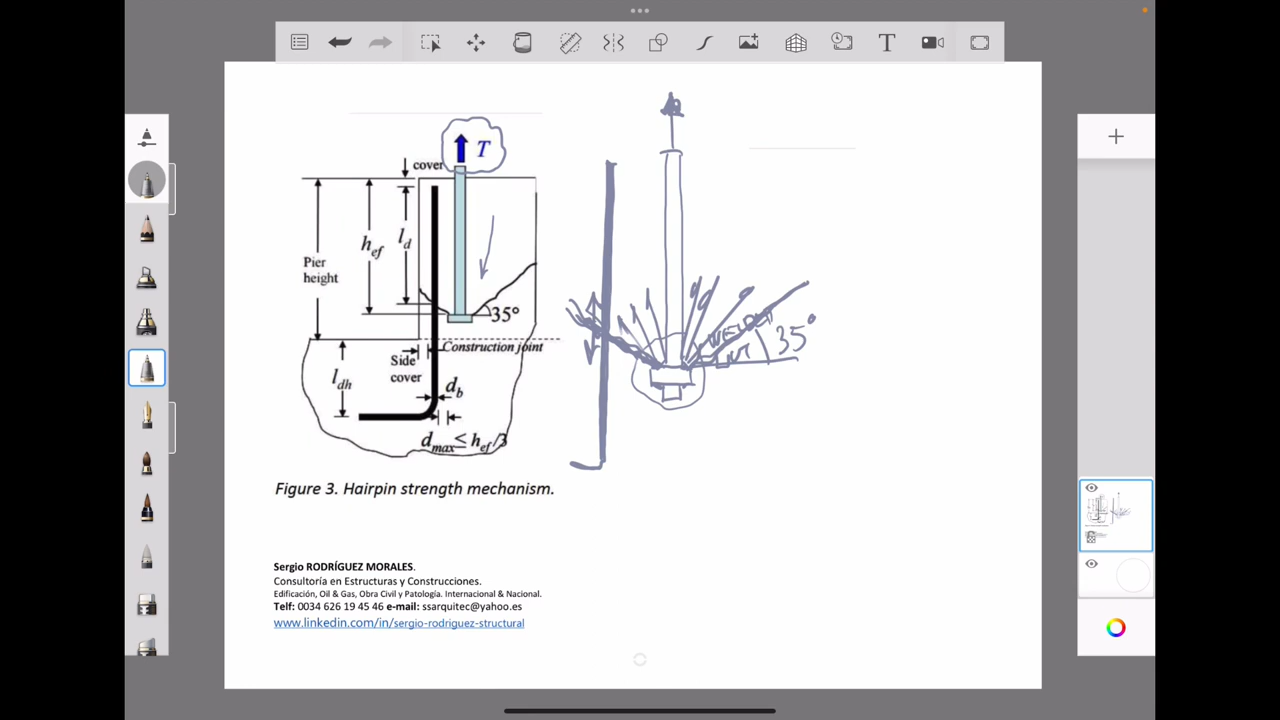 T
cover
h_ef
l_d
Pier
height
35°
Construction joint
Side
cover
l_dh
d_b
d_max ≤ h_ef/3
WELDED
NUT
35°
Figure 3. Hairpin strength mechanism.
Sergio RODRÍGUEZ MORALES.
Consultoría en Estructuras y Construcciones.
Edificación, Oil & Gas, Obra Civil y Patología. Internacional & Nacional.
Telf: 0034 626 19 45 46 e-mail: ssarquitec@yahoo.es
www.linkedin.com/in/sergio-rodriguez-structural
T